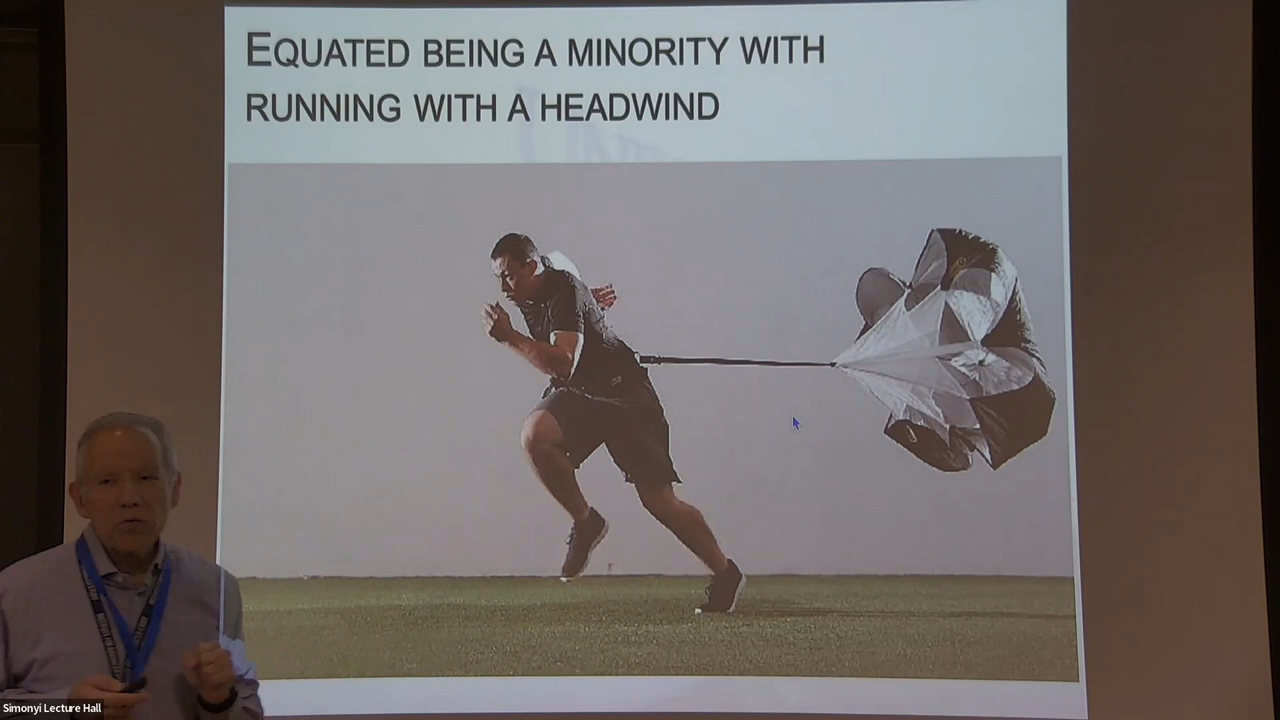 EQUATED BEING A MINORITY WITH
RUNNING WITH A HEADWIND
Simonyi Lecture Hall